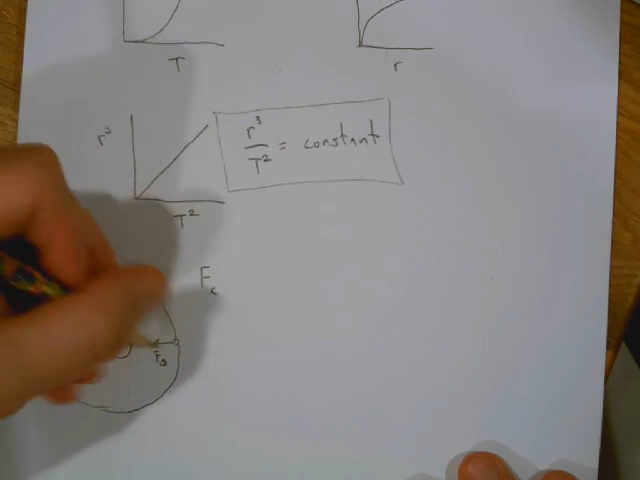 T
r
r³
r³/T² = constant
T²
Fc
Fg